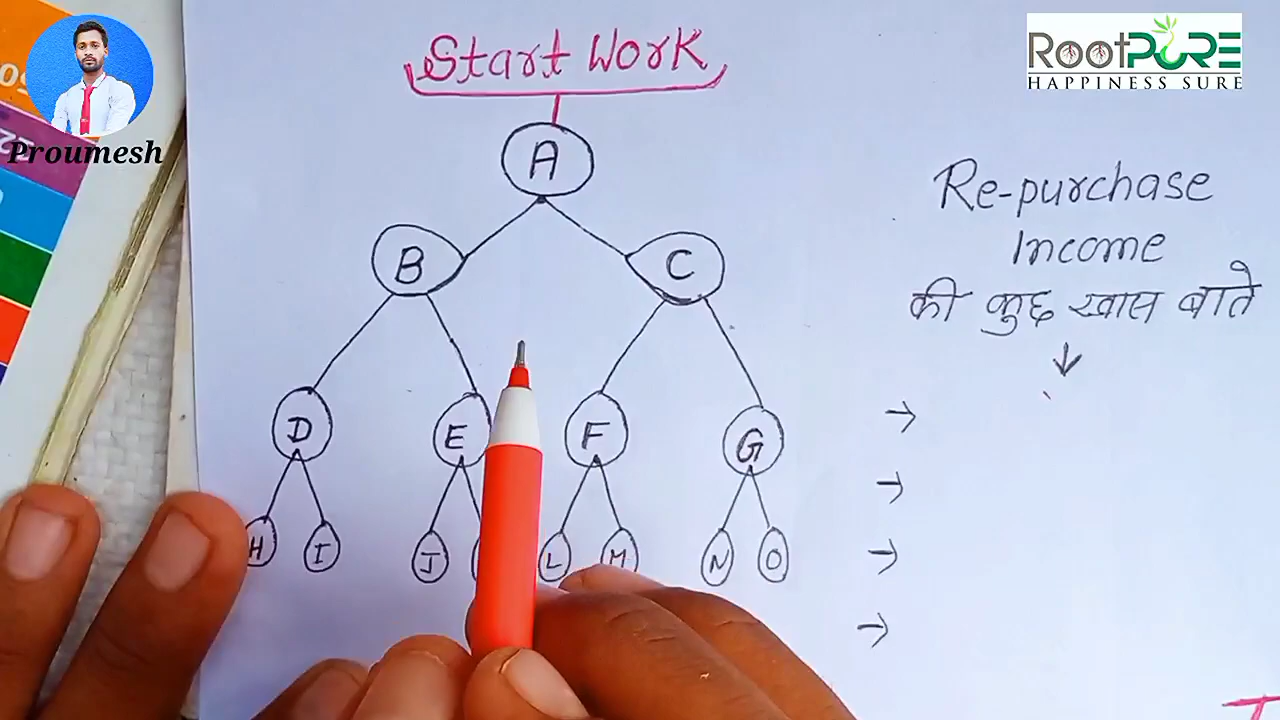 Start Work
RootPURE
HAPPINESS SURE
Proumesh
A
Re-purchase
Income
की कुछ खास बाते
B
C
D
E
F
G
H
I
J
L
M
N
O